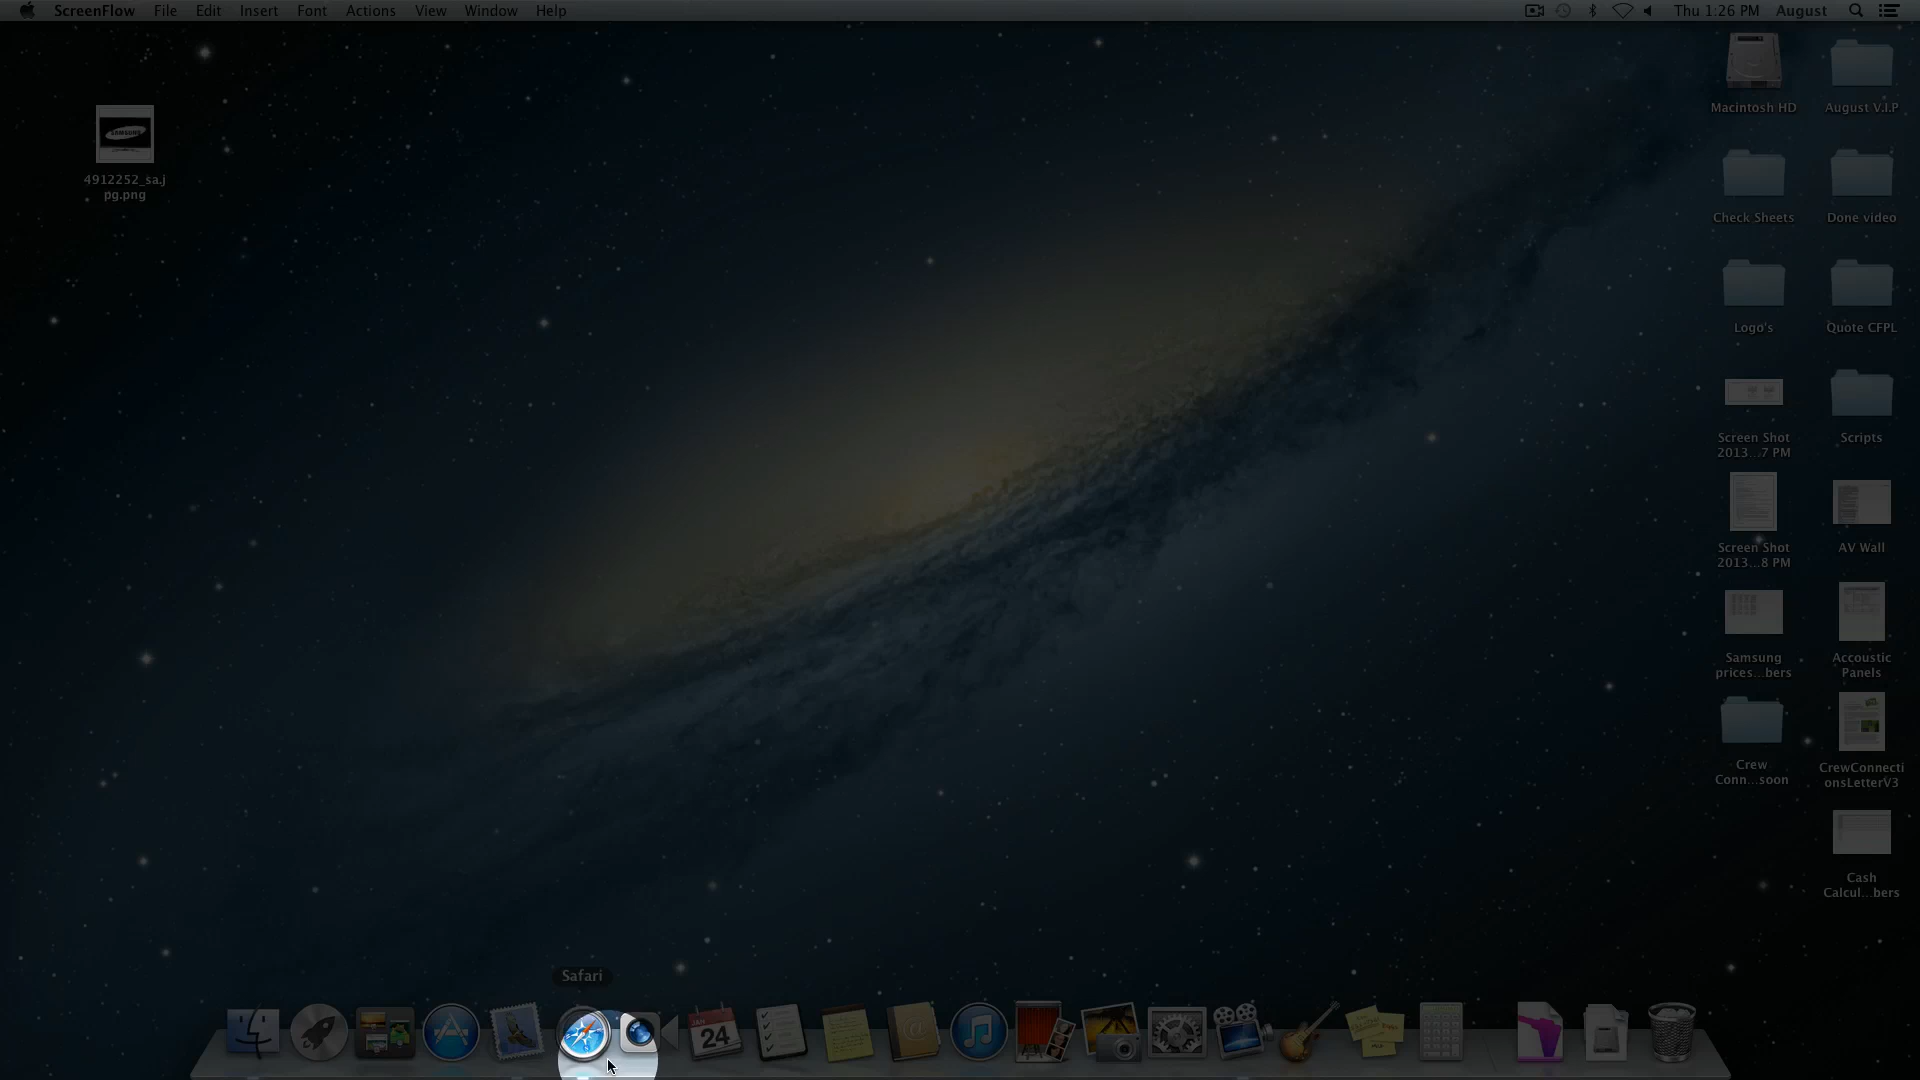 ScreenFlow File Edit Insert Font Actions View Window Help Thu 1:26 PM August
SAMSUNG
4912252_sa.j
pg.png
Macintosh HD
August V.I.P
Check Sheets
Done video
Logo's
Quote CFPL
Screen Shot
2013...7 PM
Scripts
Screen Shot
2013...8 PM
AV Wall
Samsung
prices...bers
Accoustic
Panels
Crew
Conn...soon
CrewConnecti
onsLetterV3
Cash
Calcul...bers
Safari
JAN
24